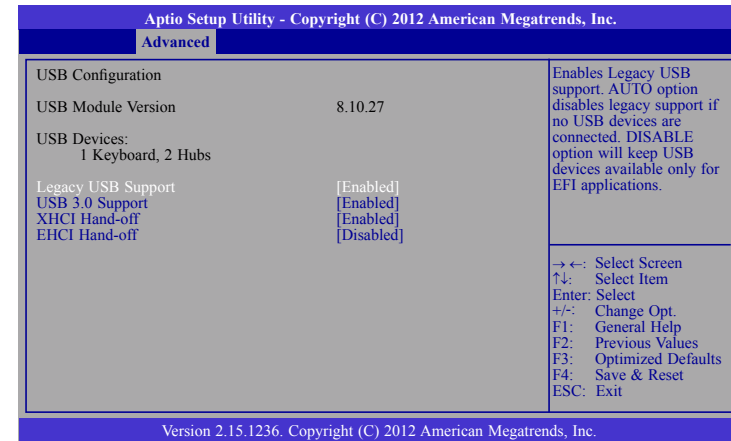 Aptio Setup Utility - Copyright (C) 2012 American Megatrends, Inc.
Advanced
USB Configuration
USB Module Version 8.10.27
USB Devices:
1 Keyboard, 2 Hubs
Legacy USB Support [Enabled]
USB 3.0 Support [Enabled]
XHCI Hand-off [Enabled]
EHCI Hand-off [Disabled]
Enables Legacy USB
support. AUTO option
disables legacy support if
no USB devices are
connected. DISABLE
option will keep USB
devices available only for
EFI applications.
→←: Select Screen
↑↓: Select Item
Enter: Select
+/-: Change Opt.
F1: General Help
F2: Previous Values
F3: Optimized Defaults
F4: Save & Reset
ESC: Exit
Version 2.15.1236. Copyright (C) 2012 American Megatrends, Inc.